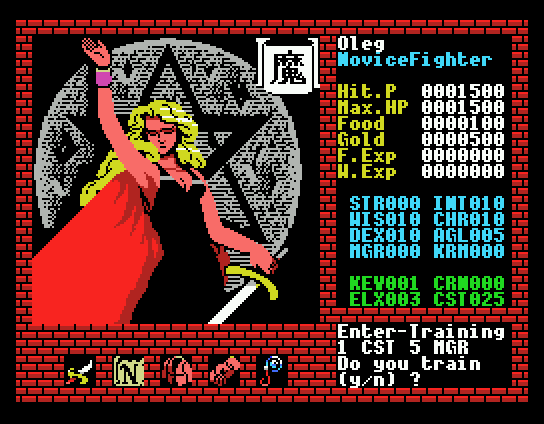 魔
Oleg
NoviceFighter
Hit.P 0001500
Max.HP 0001500
Food 0000100
Gold 0000500
F.Exp 0000000
W.Exp 0000000
STR000 INT010
WIS010 CHR010
DEX010 AGL005
MGR000 KRM000
KEY001 CRW000
ELX003 CST025
Enter-Training
1 CST 5 MGR
Do you train
(y/n) ?
N